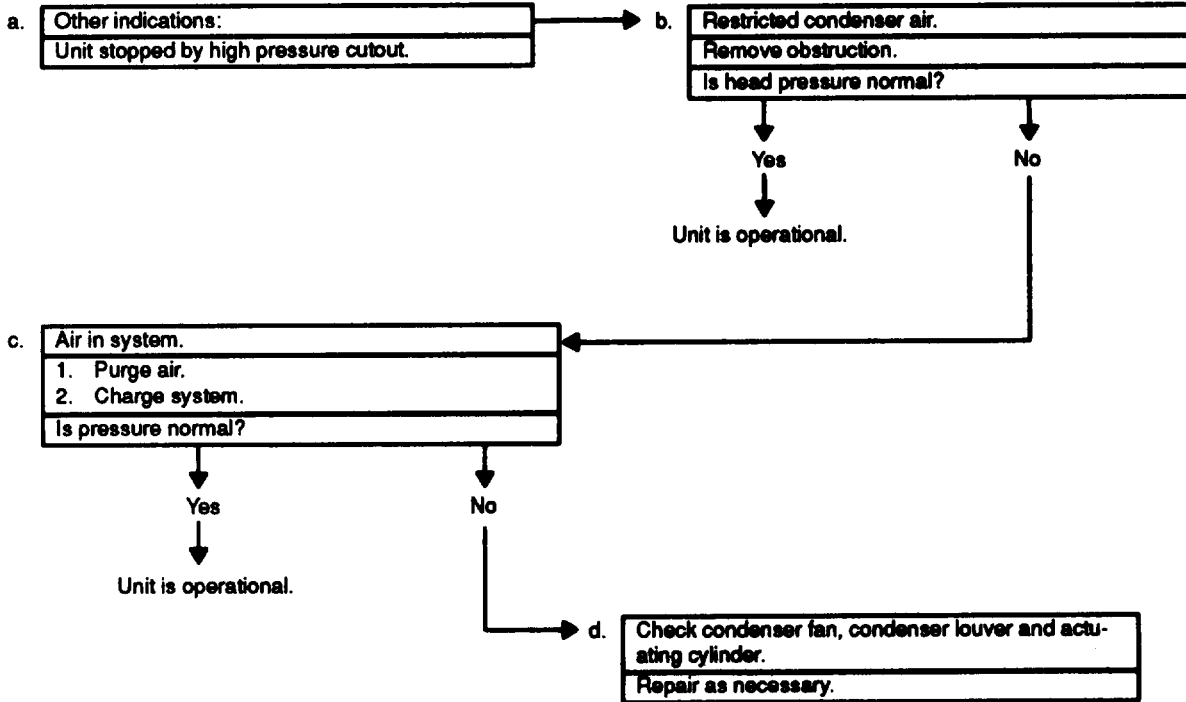 a. Other indications:
Unit stopped by high pressure cutout.
b. Restricted condenser air.
Remove obstruction.
Is head pressure normal?
Yes
No
Unit is operational.
c. Air in system.
1. Purge air.
2. Charge system.
Is pressure normal?
Yes
No
Unit is operational.
d. Check condenser fan, condenser louver and actu-
ating cylinder.
Repair as necessary.